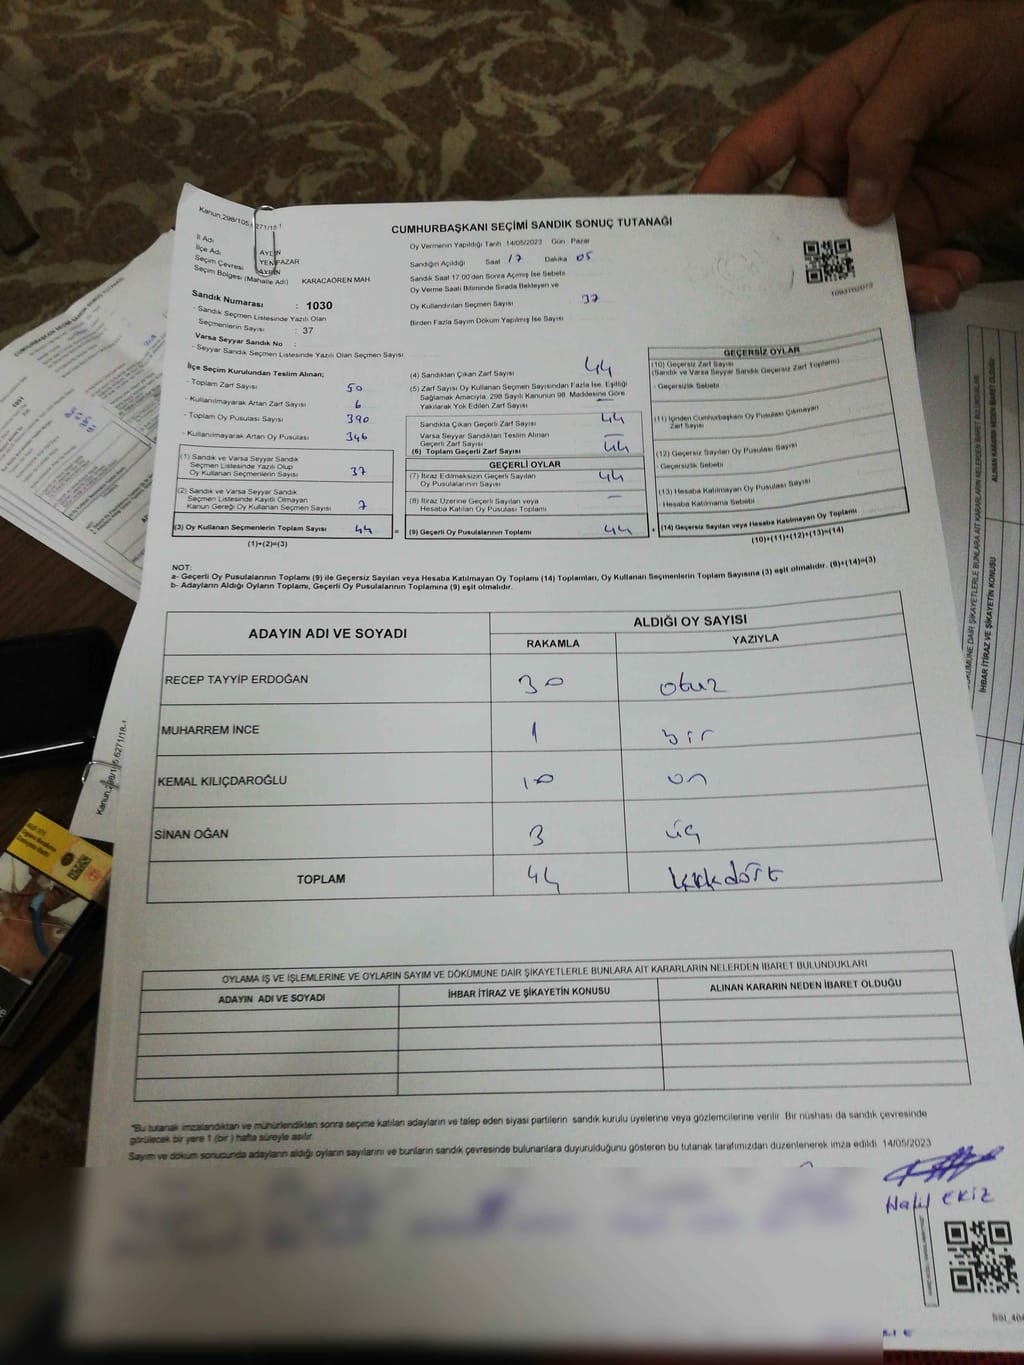 Kanun.298/105,6271/18-1
CUMHURBAŞKANI SEÇİMİ SANDIK SONUÇ TUTANAĞI
İl Adı AYDIN
İlçe Adı YENİPAZAR
Seçim Çevresi AYDIN
Seçim Bölgesi (Mahalle Adı) KARACAÖREN MAH
Oy Vermenin Yapıldığı Tarih 14/05/2023 Gün Pazar
Sandığın Açıldığı Saat 17 Dakika 05
Sandık Saat 17:00'den Sonra Açımış İse Sebebi
Oy Verme Saati Bitiminde Sırada Bekleyen ve
Oy Kullandırılan Seçmen Sayısı 37
Birden Fazla Sayım Döküm Yapılmış İse Sayısı
1093702072
Sandık Numarası : 1030
- Sandık Seçmen Listesinde Yazılı Olan
Seçmenlerin Sayısı : 37
Varsa Seyyar Sandık No :
- Seyyar Sandık Seçmen Listesinde Yazılı Olan Seçmen Sayısı
İlçe Seçim Kurulundan Teslim Alınan;
- Toplam Zarf Sayısı 50
- Kullanılmayarak Artan Zarf Sayısı 6
- Toplam Oy Pusulası Sayısı 390
- Kullanılmayarak Artan Oy Pusulası 346
(1) Sandık ve Varsa Seyyar Sandık
Seçmen Listesinde Yazılı Olup
Oy Kullanan Seçmenlerin Sayısı 37
(2) Sandık ve Varsa Seyyar Sandık
Seçmen Listesinde Kayıtlı Olmayan
Kanun Gereği Oy Kullanan Seçmen Sayısı 7
(3) Oy Kullanan Seçmenlerin Toplam Sayısı 44 =
(1)+(2)=(3)
(4) Sandıktan Çıkan Zarf Sayısı 44
(5) Zarf Sayısı Oy Kullanan Seçmen Sayısından Fazla İse, Eşitliği
Sağlamak Amacıyla, 298 Sayılı Kanunun 98. Maddesine Göre
Yakılarak Yok Edilen Zarf Sayısı —
Sandıkta Çıkan Geçerli Zarf Sayısı 44
Varsa Seyyar Sandıktan Teslim Alınan
Geçerli Zarf Sayısı —
(6) Toplam Geçerli Zarf Sayısı 44
GEÇERLİ OYLAR
(7) İtiraz Edilmeksizin Geçerli Sayılan
Oy Pusulasının Sayısı 44
(8) İtiraz Üzerine Geçerli Sayılan veya
Hesaba Katılan Oy Pusulası Toplamı —
(9) Geçerli Oy Pusulalarının Toplamı 44 +
GEÇERSİZ OYLAR
(10) Geçersiz Zarf Sayısı
(Sandık ve Varsa Seyyar Sandık Geçersiz Zarf Toplamı)
- Geçersizlik Sebebi
(11) İçinden Cumhurbaşkanı Oy Pusulası Çıkmayan
Zarf Sayısı
(12) Geçersiz Sayılan Oy Pusulası Sayısı
- Geçersizlik Sebebi
(13) Hesaba Katılmayan Oy Pusulası Sayısı
- Hesaba Katılmama Sebebi
(14) Geçersiz Sayılan veya Hesaba Katılmayan Oy Toplamı
(10)+(11)+(12)+(13)=(14)
NOT:
a- Geçerli Oy Pusulalarının Toplamı (9) ile Geçersiz Sayılan veya Hesaba Katılmayan Oy Toplamı (14) Toplamları, Oy Kullanan Seçmenlerin Toplam Sayısına (3) eşit olmalıdır. (9)+(14)=(3)
b- Adayların Aldığı Oyların Toplamı, Geçerli Oy Pusulalarının Toplamına (9) eşit olmalıdır.
ADAYIN ADI VE SOYADI ALDIĞI OY SAYISI
RAKAMLA YAZIYLA
RECEP TAYYİP ERDOĞAN 30 otuz
MUHARREM İNCE 1 bir
KEMAL KILIÇDAROĞLU 10 on
SİNAN OĞAN 3 üç
TOPLAM 44 kırkdört
OYLAMA İŞ VE İŞLEMLERİNE VE OYLARIN SAYIM VE DÖKÜMÜNE DAİR ŞİKAYETLERLE BUNLARA AİT KARARLARIN NELERDEN İBARET BULUNDUKLARI
ADAYIN ADI VE SOYADI İHBAR İTİRAZ VE ŞİKAYETİN KONUSU ALINAN KARARIN NEDEN İBARET OLDUĞU
"Bu tutanak imzalandıktan ve mühürlendikten sonra seçime katılan adayların ve talep eden siyasi partilerin sandık kurulu üyelerine veya gözlemcilerine verilir. Bir nüshası da sandık çevresinde
görülecek bir yere 1 (bir) hafta süreyle asılır.
Sayım ve döküm sonucunda adayların aldığı oyların sayılarını ve bunların sandık çevresinde bulunanlara duyurulduğunu gösteren bu tutanak tarafımızdan düzenlenerek imza edildi. 14/05/2023
Halil EKİZ
Kanun.298/105,6271/18-1
İHBAR İTİRAZ VE ŞİKAYETİN KONUSU